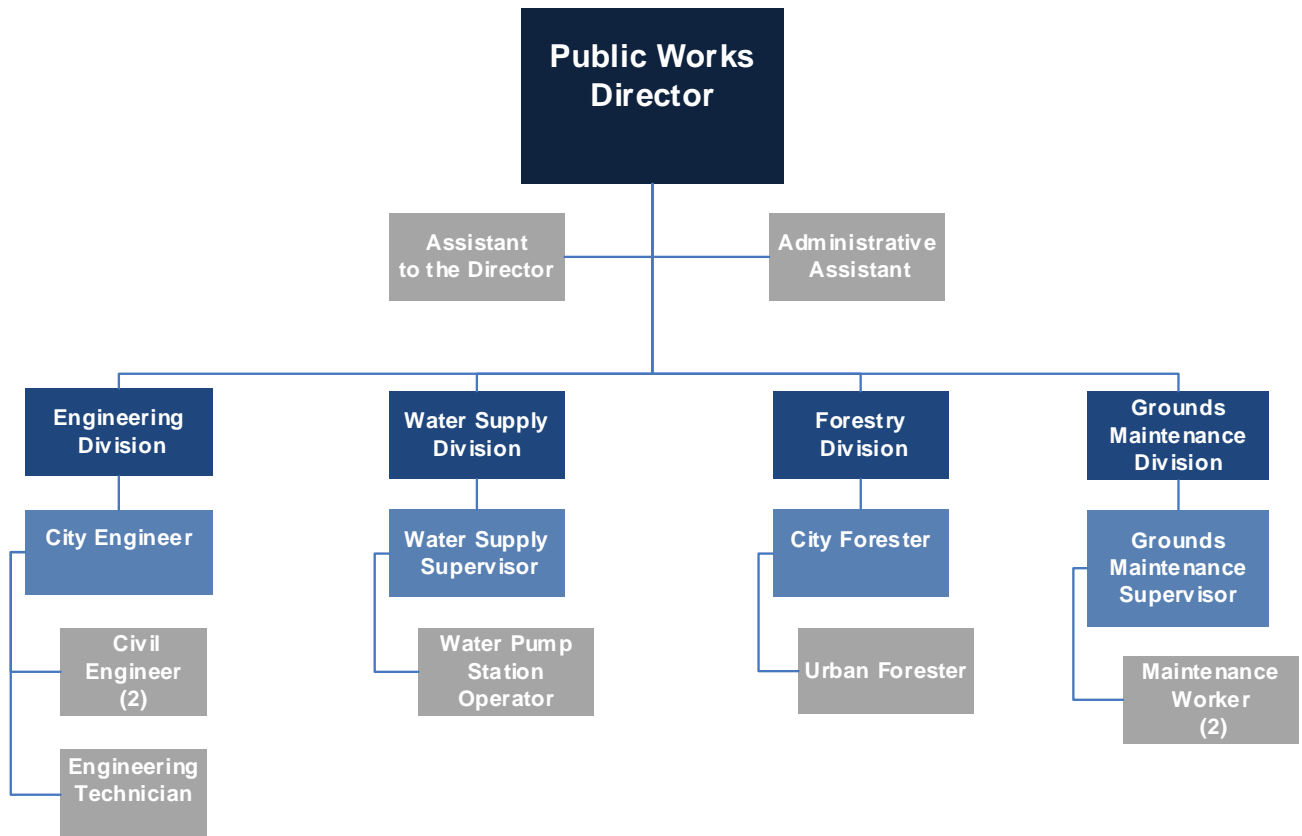 Public Works
Director
Assistant
to the Director
Administrative
Assistant
Engineering
Division
Water Supply
Division
Forestry
Division
Grounds
Maintenance
Division
City Engineer
Water Supply
Supervisor
City Forester
Grounds
Maintenance
Supervisor
Civil
Engineer
(2)
Water Pump
Station
Operator
Urban Forester
Maintenance
Worker
(2)
Engineering
Technician